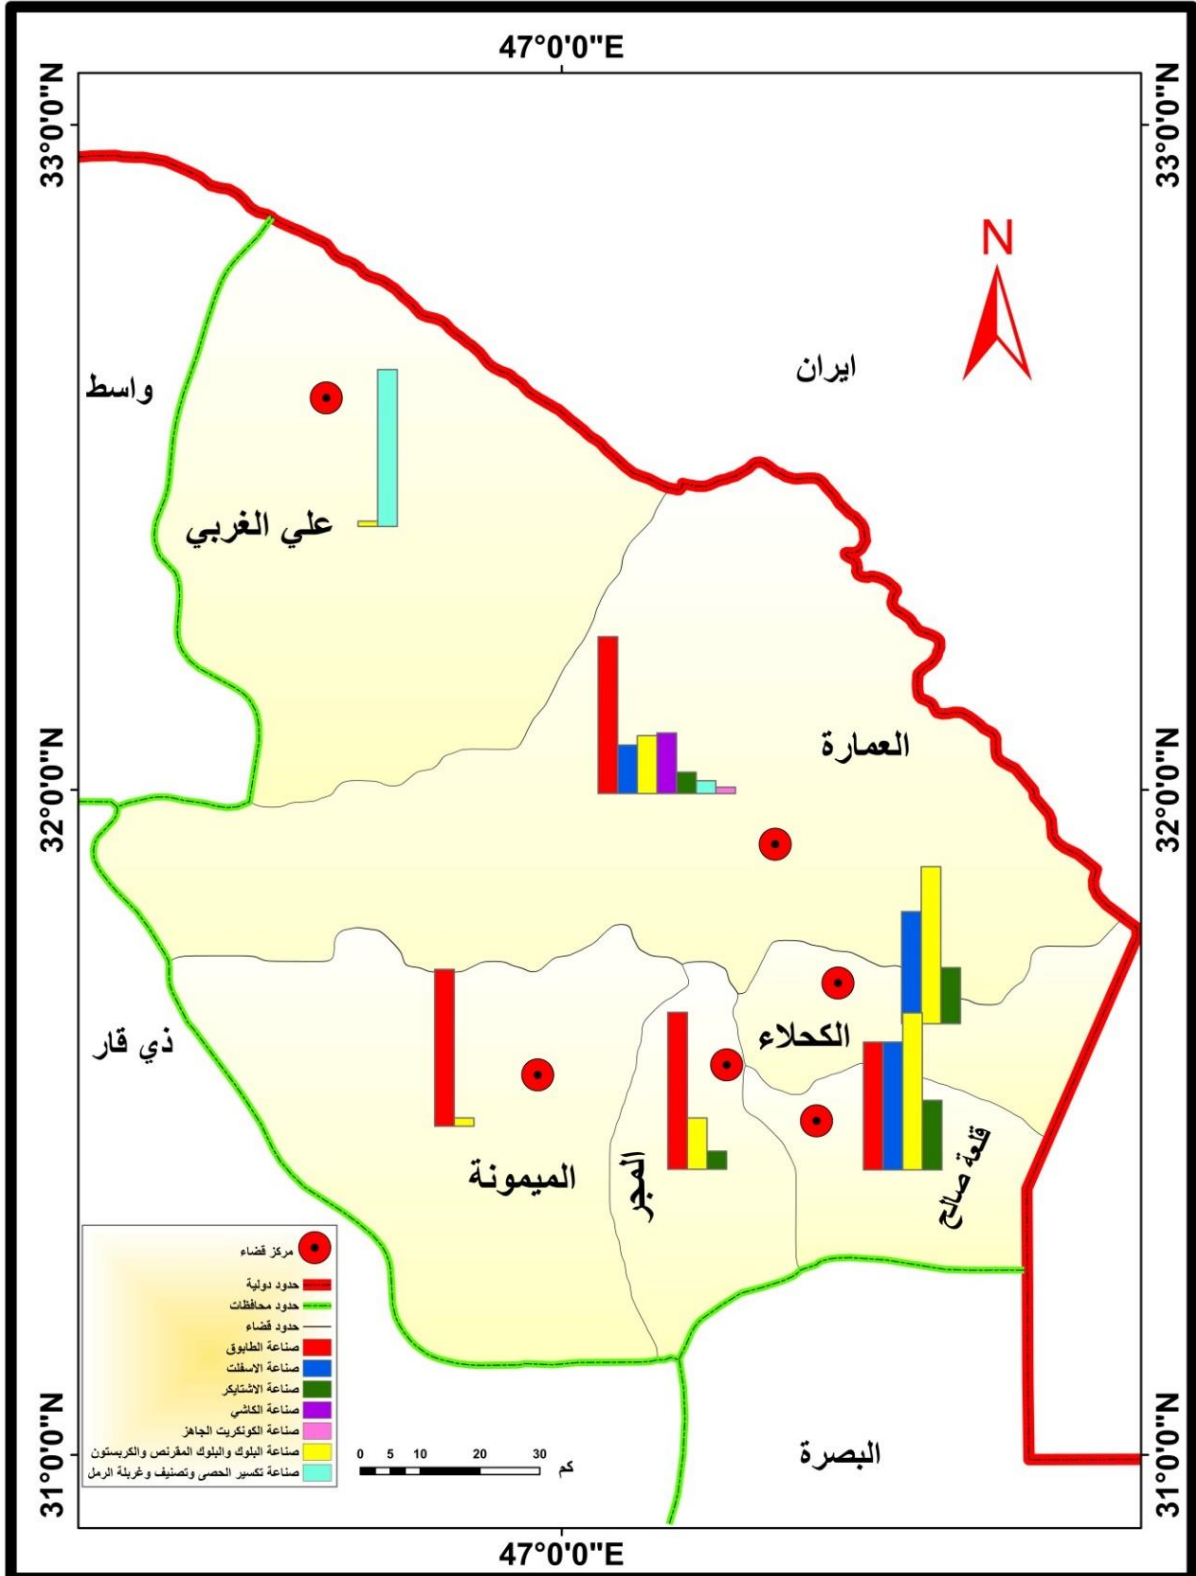 47°0'0"E
33°0'0"N
33°0'0"N
N
ايران
واسط
علي الغربي
العمارة
32°0'0"N
32°0'0"N
الكحلاء
ذي قار
الميمونة
المجر
قلعة صالح
مركز قضاء
حدود دولية
حدود محافظات
حدود قضاء
صناعة الطابوق
صناعة الاسفلت
صناعة الاشتايكر
صناعة الكاشي
صناعة الكونكريت الجاهز
صناعة البلوك والبلوك المقرنص والكربستون
صناعة تكسير الحصى وتصنيف وغربلة الرمل
0 5 10 20 30
كم
البصرة
31°0'0"N
31°0'0"N
47°0'0"E